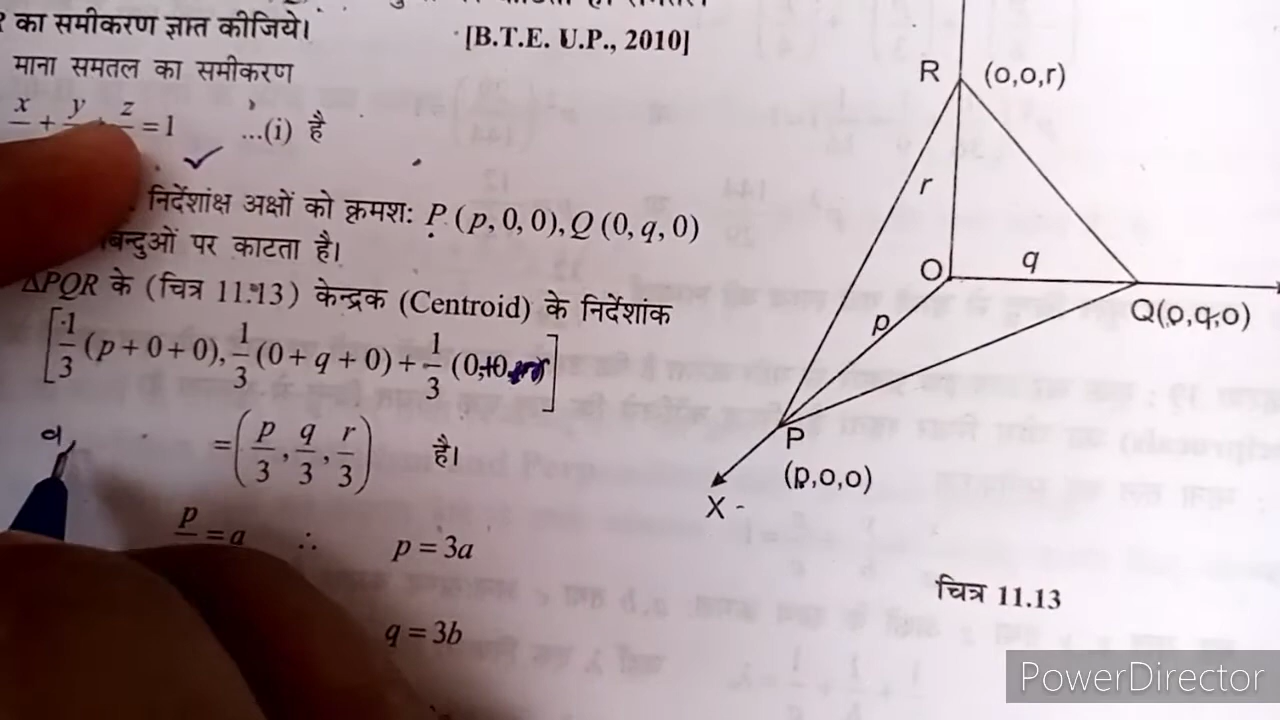 का समीकरण ज्ञात कीजिये।
[B.T.E. U.P., 2010]
माना समतल का समीकरण
x + y + z = 1 ...(i) है
निर्देशांक्ष अक्षों को क्रमश: P (p, 0, 0), Q (0, q, 0)
बिन्दुओं पर काटता है।
△PQR के (चित्र 11.13) केन्द्रक (Centroid) के निर्देशांक
[1/3 (p + 0 + 0), 1/3 (0 + q + 0) + 1/3 (0 + 0
= (p/3, q/3, r/3) है।
p = a ∴ p = 3a
q = 3b
R (o,o,r)
r
O q
Q(o,q,o)
p
P
(p,o,o)
X
चित्र 11.13
PowerDirector